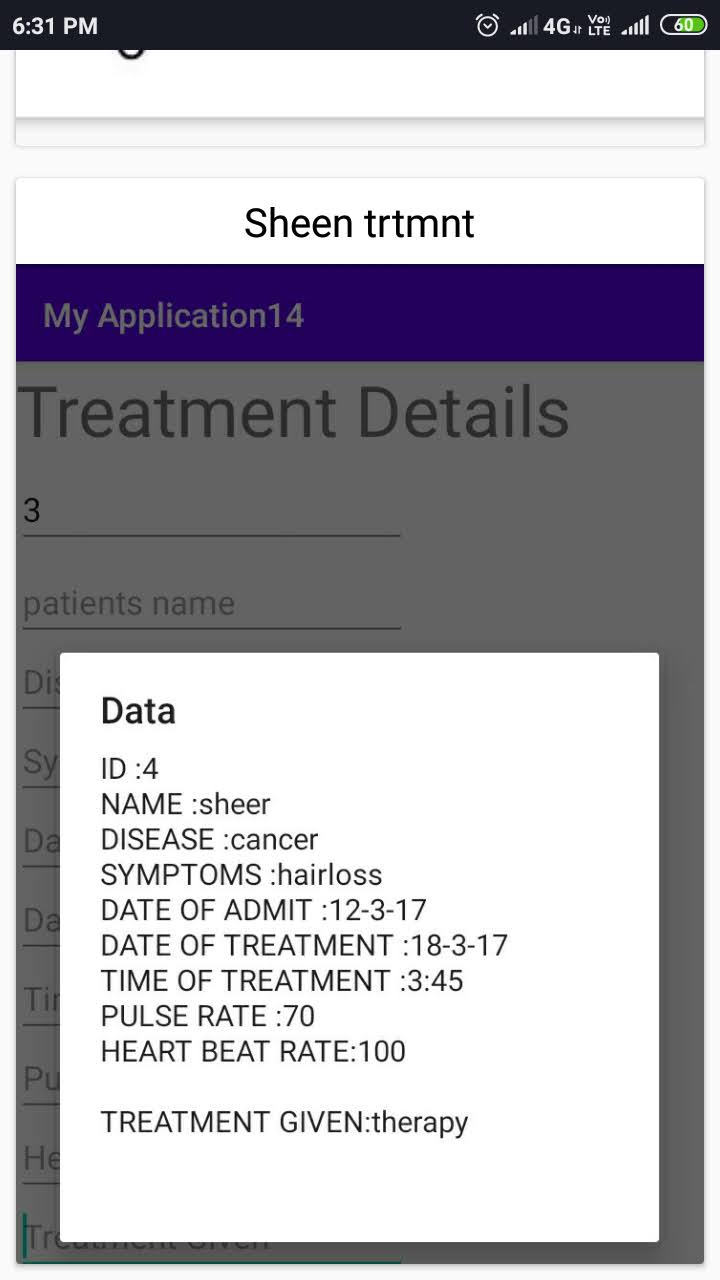 6:31 PM
4G
Vo)
LTE
60
Sheen trtmnt
My Application14
Treatment Details
3
patients name
Dis
Sy
Da
Da
Pu
He
Data
ID :4
NAME :sheer
DISEASE :cancer
SYMPTOMS :hairloss
DATE OF ADMIT :12-3-17
DATE OF TREATMENT :18-3-17
TIME OF TREATMENT :3:45
PULSE RATE :70
HEART BEAT RATE:100
TREATMENT GIVEN:therapy
Treatment Given